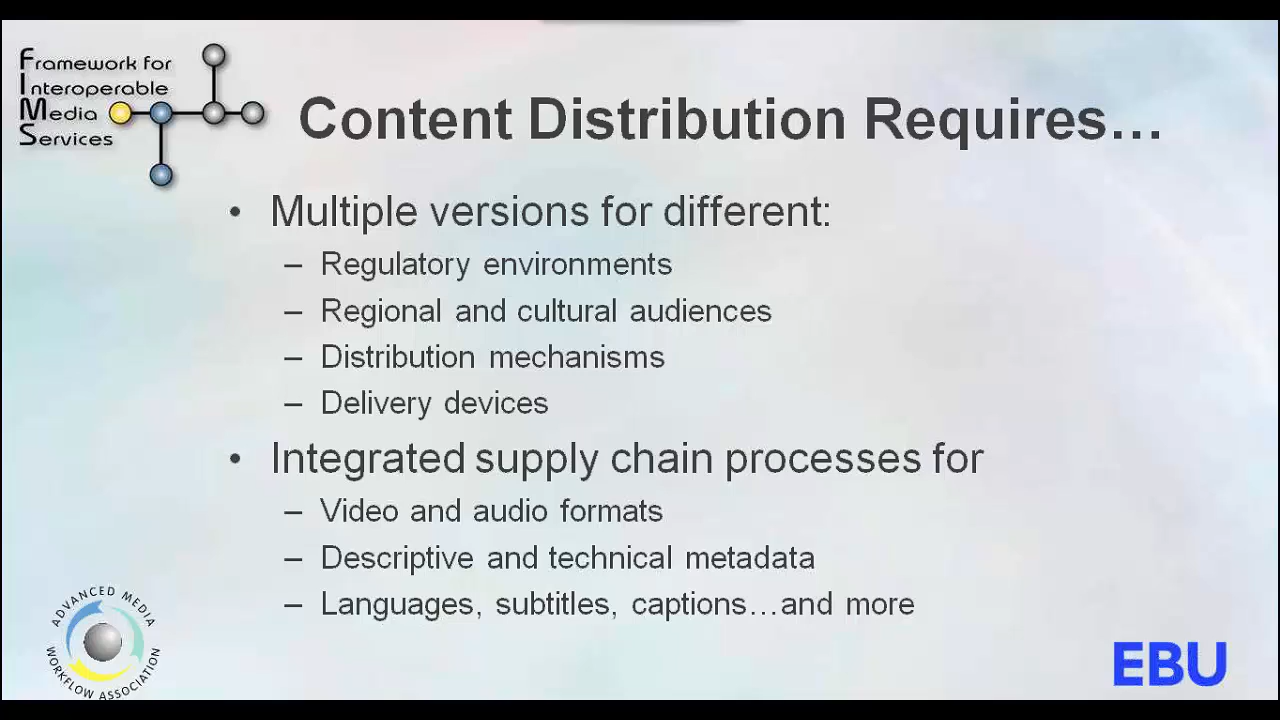 Framework for
Interoperable
Media
Services
Content Distribution Requires…
• Multiple versions for different:
– Regulatory environments
– Regional and cultural audiences
– Distribution mechanisms
– Delivery devices
• Integrated supply chain processes for
– Video and audio formats
– Descriptive and technical metadata
– Languages, subtitles, captions…and more
ADVANCED MEDIA
WORKFLOW ASSOCIATION
EBU